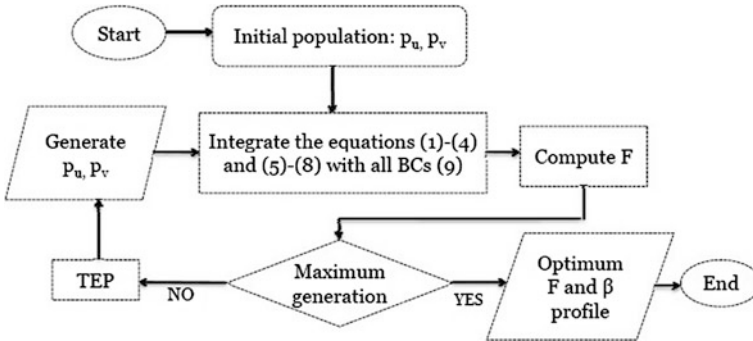 Start
Initial population: pᵤ, pᵥ
Generate
pᵤ, pᵥ
Integrate the equations (1)-(4)
and (5)-(8) with all BCs (9)
Compute F
TEP
NO
Maximum
generation
YES
Optimum
F and β
profile
End